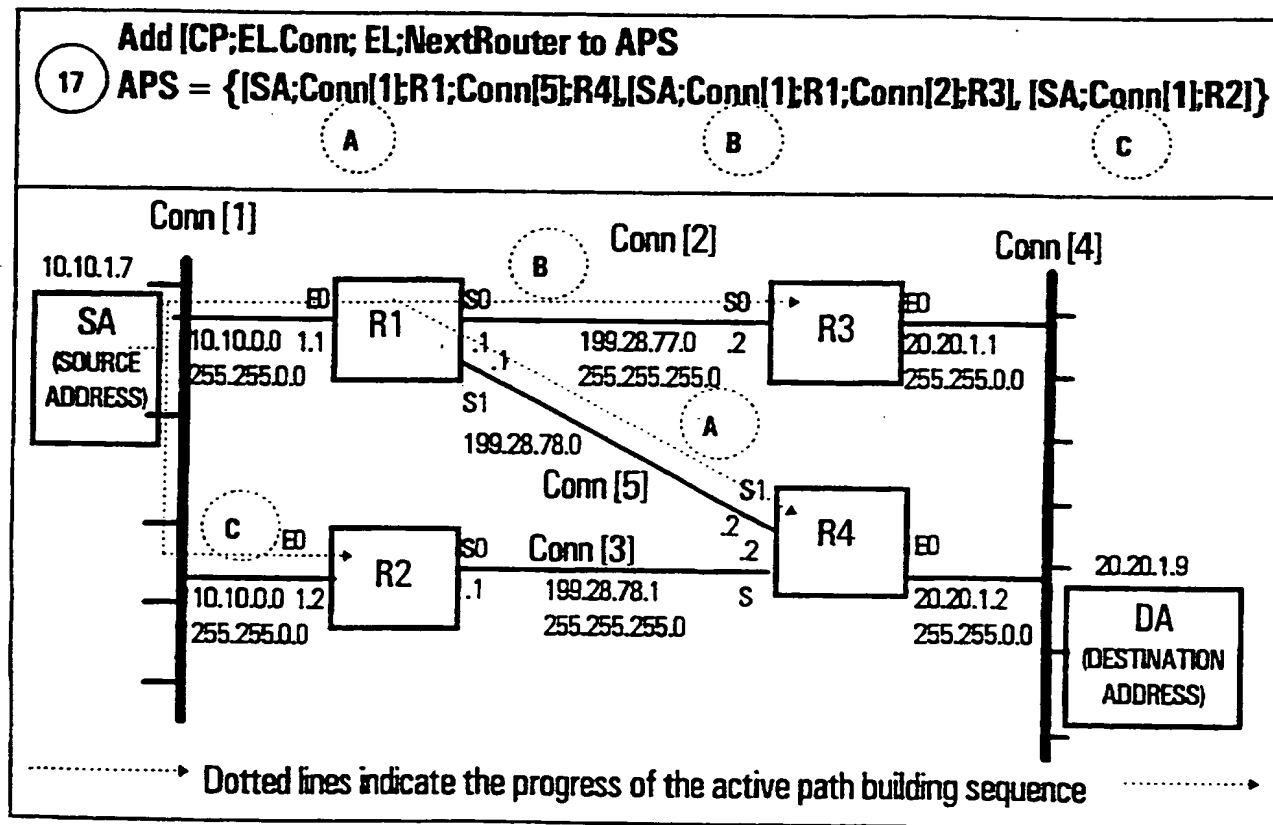 Add [CP;EL.Conn; EL;NextRouter to APS
17
APS = {[SA;Conn[1];R1;Conn[5];R4],[SA;Conn[1];R1;Conn[2];R3], [SA;Conn[1];R2]}
A
B
C
Conn [1]
Conn [2]
Conn [4]
10.10.1.7
B
SA
(SOURCE
ADDRESS)
E0
R1
S0
S0
R3
E0
10.10.0.0 1.1
255.255.0.0
.1
.1
199.28.77.0 .2
255.255.255.0
20.20.1.1
255.255.0.0
S1
199.28.78.0
A
Conn [5]
S1
.2
.2
R4
E0
C
E0
R2
S0
Conn [3]
10.10.0.0 1.2
255.255.0.0
.1
199.28.78.1 S
255.255.255.0
20.20.1.2
255.255.0.0
20.20.1.9
DA
(DESTINATION
ADDRESS)
Dotted lines indicate the progress of the active path building sequence